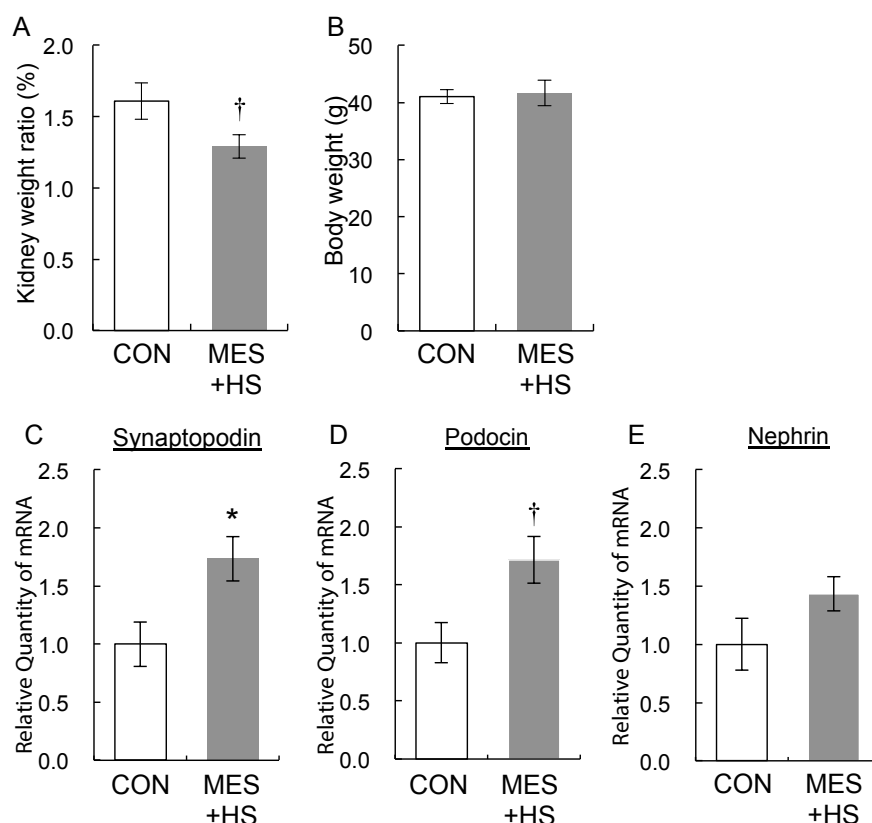 A
Kidney weight ratio (%)
2.0
1.5
1.0
0.5
0.0
†
CON
MES
+HS
B
Body weight (g)
50
40
30
20
10
0
CON
MES
+HS
C
Synaptopodin
Relative Quantity of mRNA
2.5
2.0
1.5
1.0
0.5
0.0
*
CON
MES
+HS
D
Podocin
Relative Quantity of mRNA
2.5
2.0
1.5
1.0
0.5
0.0
†
CON
MES
+HS
E
Nephrin
Relative Quantity of mRNA
2.5
2.0
1.5
1.0
0.5
0.0
CON
MES
+HS